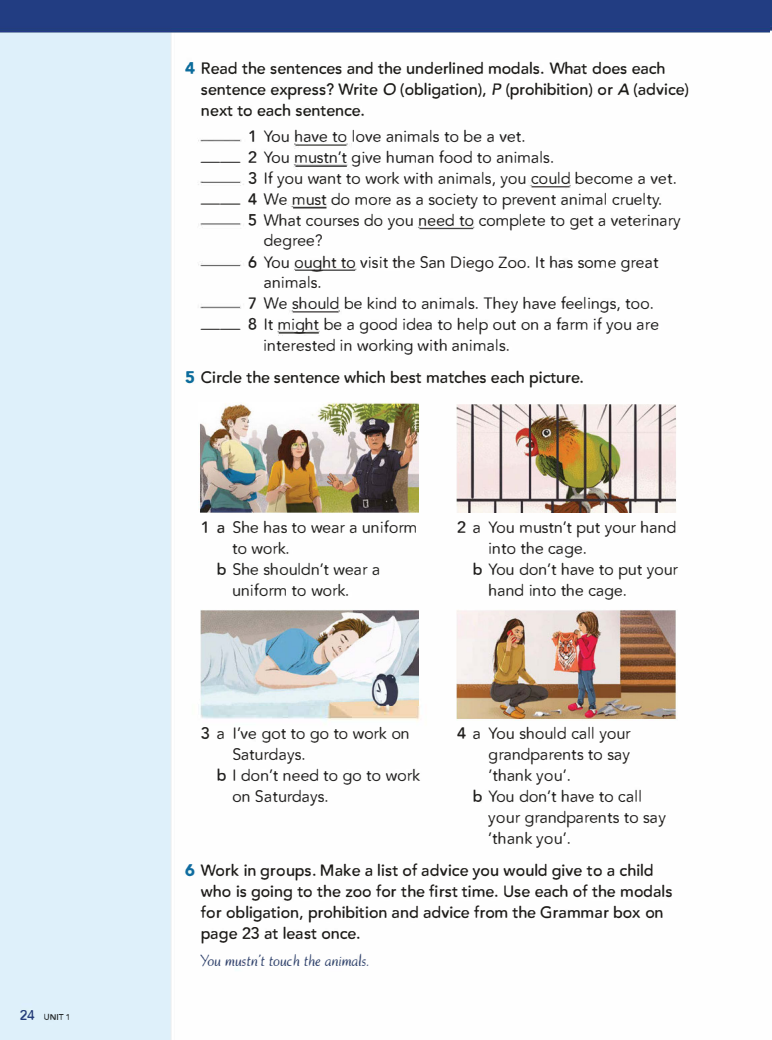 4 Read the sentences and the underlined modals. What does each
sentence express? Write O (obligation), P (prohibition) or A (advice)
next to each sentence.
_____ 1 You have to love animals to be a vet.
_____ 2 You mustn't give human food to animals.
_____ 3 If you want to work with animals, you could become a vet.
_____ 4 We must do more as a society to prevent animal cruelty.
_____ 5 What courses do you need to complete to get a veterinary
degree?
_____ 6 You ought to visit the San Diego Zoo. It has some great
animals.
_____ 7 We should be kind to animals. They have feelings, too.
_____ 8 It might be a good idea to help out on a farm if you are
interested in working with animals.
5 Circle the sentence which best matches each picture.
1 a She has to wear a uniform
to work.
b She shouldn't wear a
uniform to work.
2 a You mustn't put your hand
into the cage.
b You don't have to put your
hand into the cage.
3 a I've got to go to work on
Saturdays.
b I don't need to go to work
on Saturdays.
4 a You should call your
grandparents to say
'thank you'.
b You don't have to call
your grandparents to say
'thank you'.
6 Work in groups. Make a list of advice you would give to a child
who is going to the zoo for the first time. Use each of the modals
for obligation, prohibition and advice from the Grammar box on
page 23 at least once.
You mustn't touch the animals.
24 UNIT 1